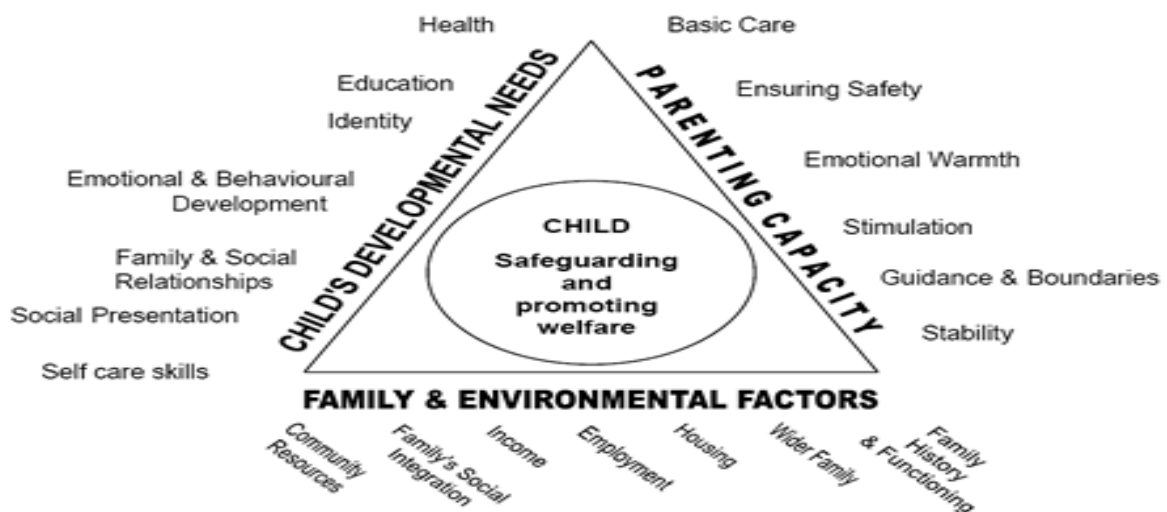 Health
Education
Identity
Emotional & Behavioural
Development
Family & Social
Relationships
Social Presentation
Self care skills
CHILD'S DEVELOPMENTAL NEEDS
Basic Care
Ensuring Safety
Emotional Warmth
Stimulation
Guidance & Boundaries
Stability
PARENTING CAPACITY
CHILD
Safeguarding
and
promoting
welfare
FAMILY & ENVIRONMENTAL FACTORS
Community
Resources
Family's Social
Integration
Income
Employment
Housing
Wider Family
Family
History
& Functioning